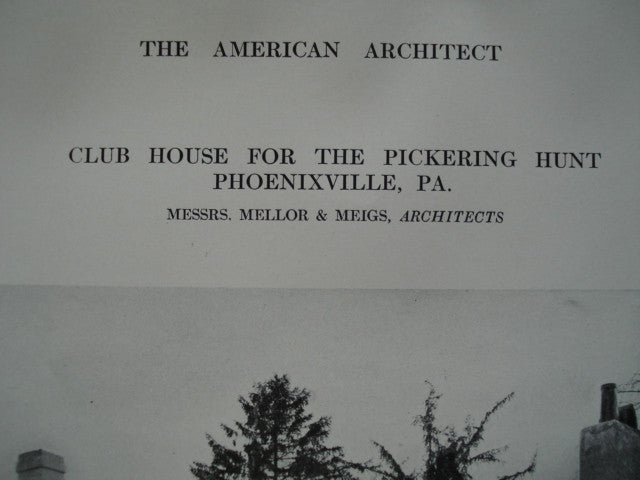 THE AMERICAN ARCHITECT
CLUB HOUSE FOR THE PICKERING HUNT
PHOENIXVILLE, PA.
MESSRS. MELLOR & MEIGS, ARCHITECTS